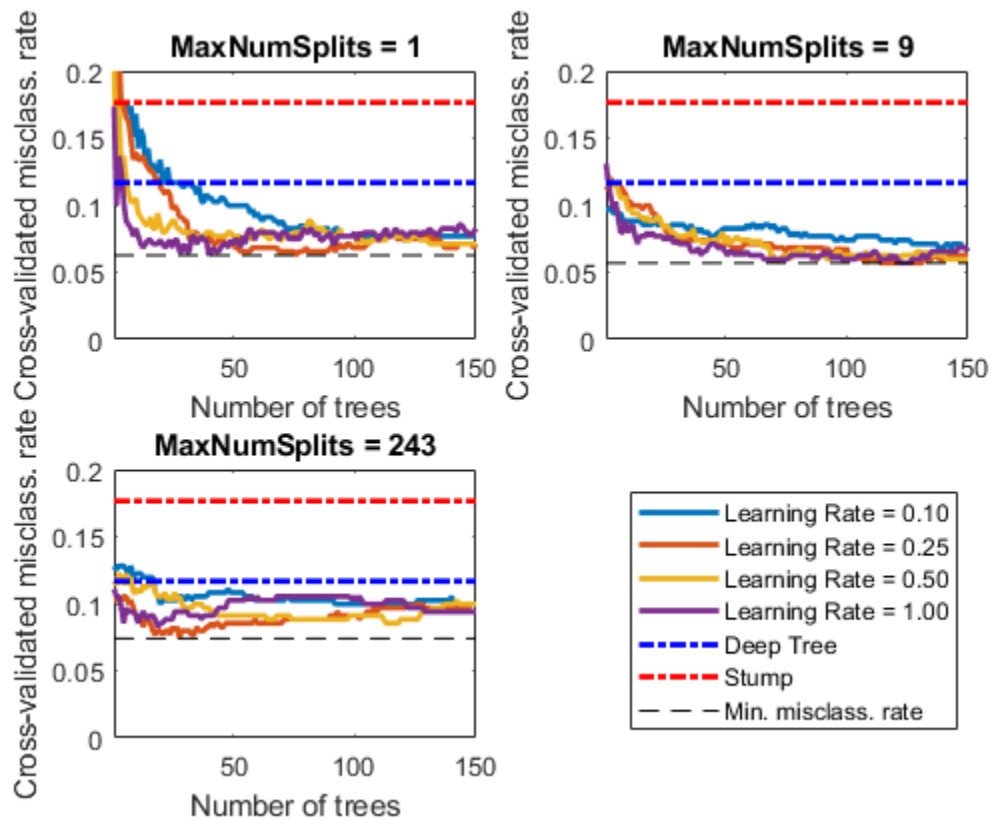 MaxNumSplits = 1
Cross-validated misclass. rate
0.2
0.15
0.1
0.05
0
50
100
150
Number of trees
MaxNumSplits = 9
Cross-validated misclass. rate
0.2
0.15
0.1
0.05
0
50
100
150
Number of trees
MaxNumSplits = 243
Cross-validated misclass. rate
0.2
0.15
0.1
0.05
0
50
100
150
Number of trees
Learning Rate = 0.10
Learning Rate = 0.25
Learning Rate = 0.50
Learning Rate = 1.00
Deep Tree
Stump
Min. misclass. rate